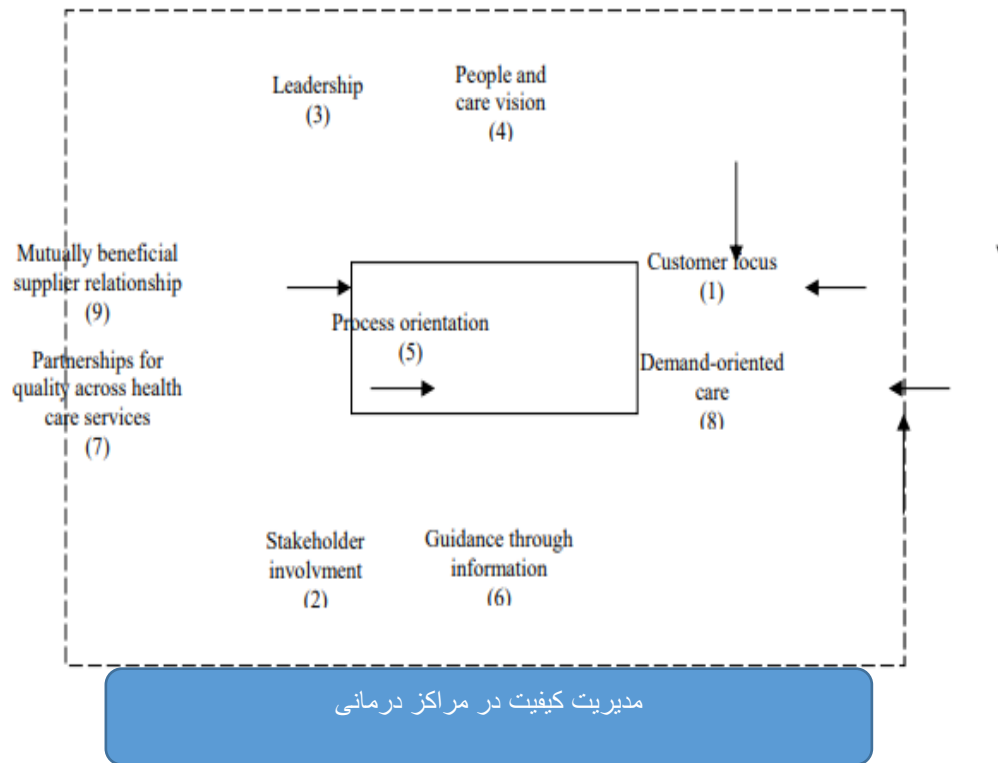 Leadership
(3)
People and
care vision
(4)
Mutually beneficial
supplier relationship
(9)
Customer focus
(1)
Process orientation
(5)
Partnerships for
quality across health
care services
(7)
Demand-oriented
care
(8)
Stakeholder
involvment
(2)
Guidance through
information
(6)
مدیریت کیفیت در مراکز درمانی